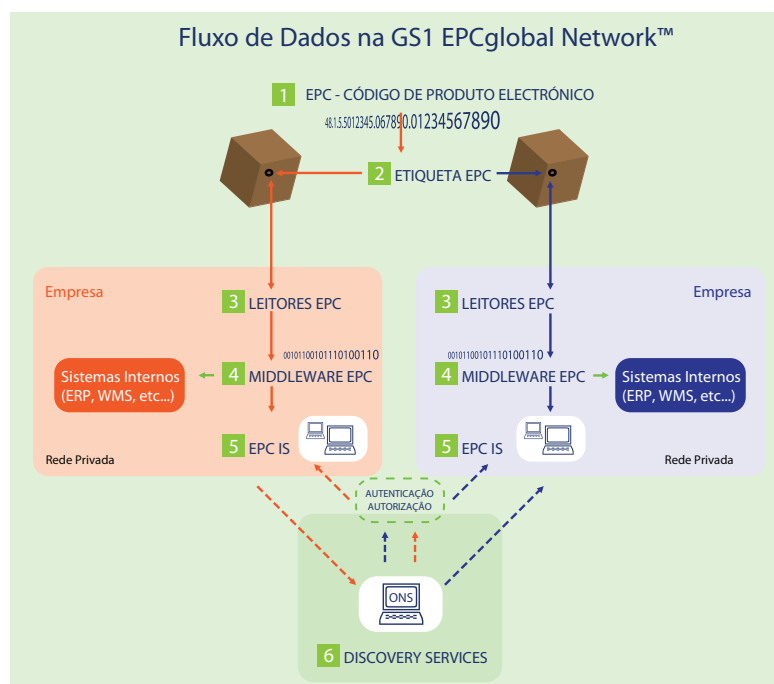 Fluxo de Dados na GS1 EPCglobal Network™
1 EPC - CÓDIGO DE PRODUTO ELECTRÓNICO
48.1.5.5012345.067890.01234567890
2 ETIQUETA EPC
Empresa
3 LEITORES EPC
00101100101110100110
4 MIDDLEWARE EPC
Sistemas Internos
(ERP, WMS, etc...)
5 EPC IS
Rede Privada
Empresa
3 LEITORES EPC
00101100101110100110
4 MIDDLEWARE EPC
Sistemas Internos
(ERP, WMS, etc...)
5 EPC IS
Rede Privada
AUTENTICAÇÃO
AUTORIZAÇÃO
ONS
6 DISCOVERY SERVICES